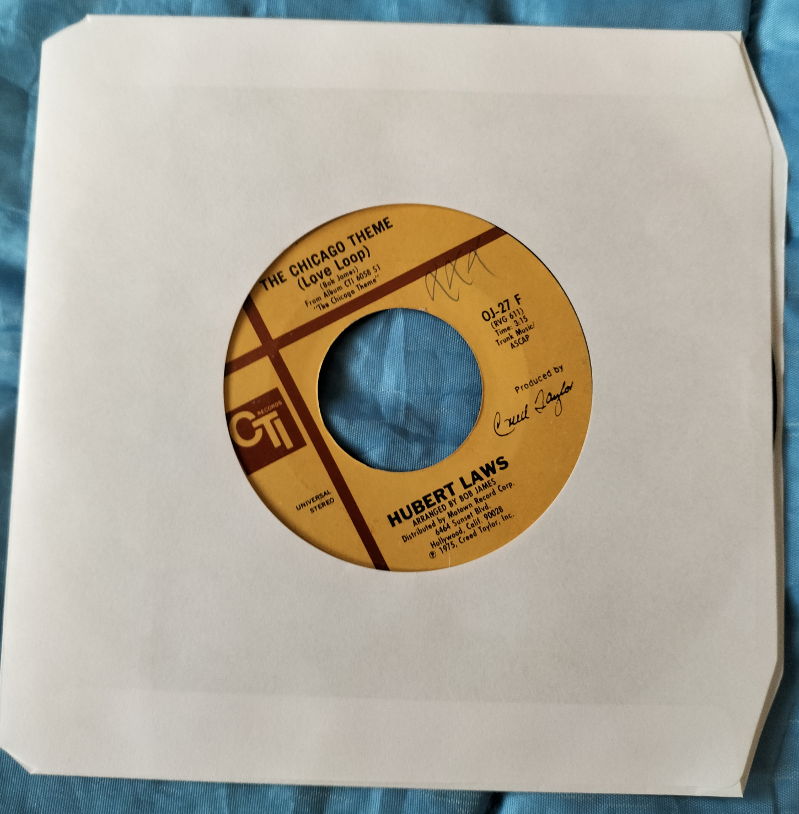 THE CHICAGO THEME
(Love Loop)
(Bob James)
From Album CTI 6058 S1
"The Chicago Theme"
OJ-27 F
(RVG 611)
Time: 3:15
Trunk Music/
ASCAP
Produced by
Creed Taylor
RECORDS
CTI
UNIVERSAL
STEREO
HUBERT LAWS
ARRANGED BY BOB JAMES
Distributed by Motown Record Corp.
6464 Sunset Blvd.
Hollywood, Calif. 90028
℗ 1975, Creed Taylor, Inc.